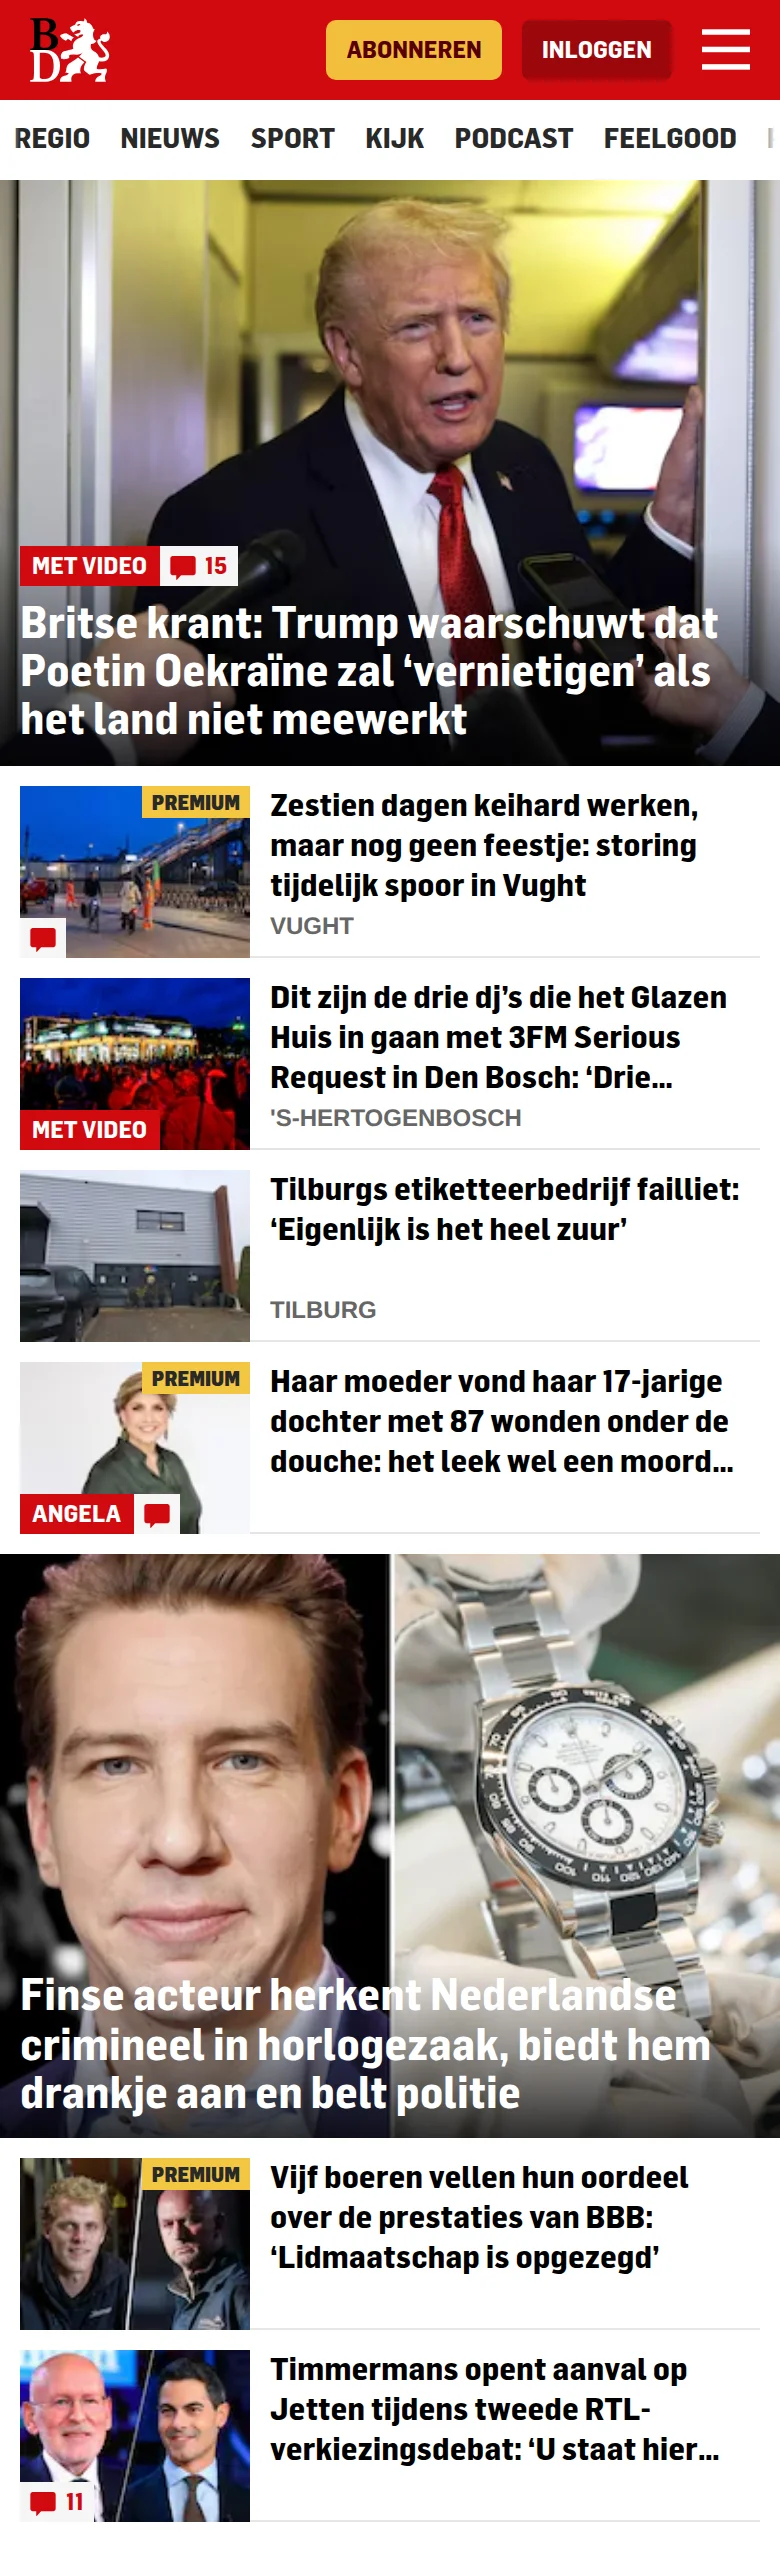 BD
ABONNEREN
INLOGGEN
REGIO NIEUWS SPORT KIJK PODCAST FEELGOOD
MET VIDEO 15
Britse krant: Trump waarschuwt dat
Poetin Oekraïne zal ‘vernietigen’ als
het land niet meewerkt
PREMIUM
Zestien dagen keihard werken,
maar nog geen feestje: storing
tijdelijk spoor in Vught
VUGHT
Dit zijn de drie dj’s die het Glazen
Huis in gaan met 3FM Serious
Request in Den Bosch: ‘Drie...
MET VIDEO
'S-HERTOGENBOSCH
Tilburgs etiketteerbedrijf failliet:
‘Eigenlijk is het heel zuur’
TILBURG
PREMIUM
Haar moeder vond haar 17-jarige
dochter met 87 wonden onder de
douche: het leek wel een moord...
ANGELA
Finse acteur herkent Nederlandse
crimineel in horlogezaak, biedt hem
drankje aan en belt politie
PREMIUM
Vijf boeren vellen hun oordeel
over de prestaties van BBB:
‘Lidmaatschap is opgezegd’
Timmermans opent aanval op
Jetten tijdens tweede RTL-
verkiezingsdebat: ‘U staat hier...
11